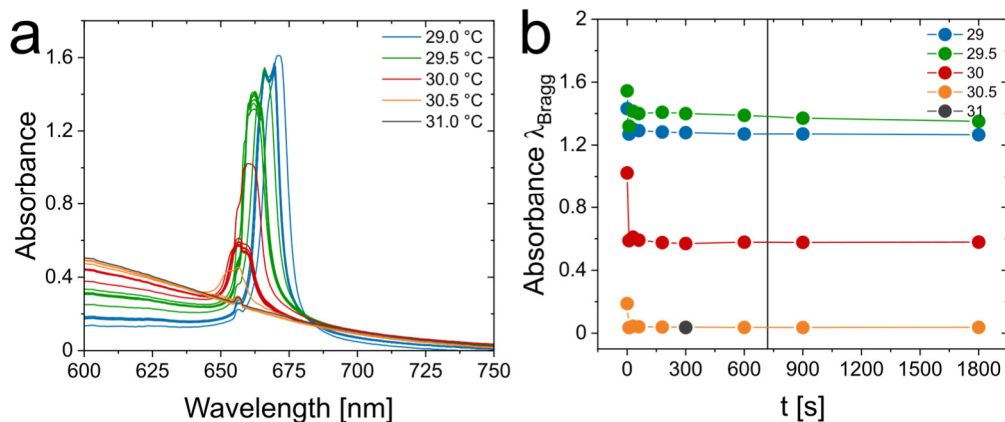 a
Absorbance
1.6
1.2
0.8
0.4
0
600
625
650
675
700
725
750
Wavelength [nm]
29.0 °C
29.5 °C
30.0 °C
30.5 °C
31.0 °C
b
Absorbance λBragg
2
1.6
1.2
0.8
0.4
0
0
300
600
900
1200
1500
1800
t [s]
29
29.5
30
30.5
31